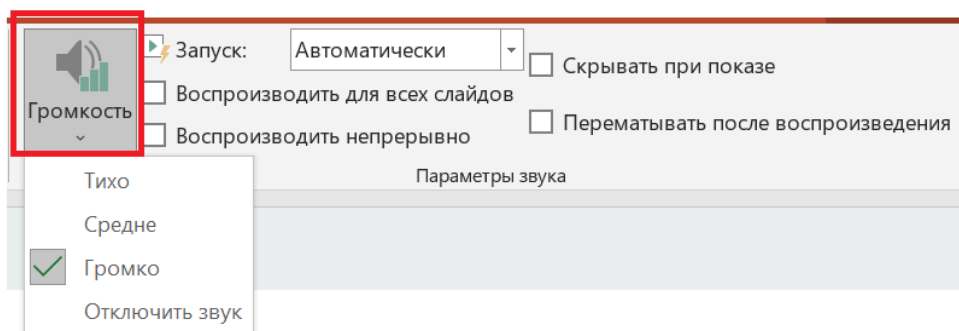 Громкость
Запуск: Автоматически
Воспроизводить для всех слайдов
Воспроизводить непрерывно
Скрывать при показе
Перематывать после воспроизведения
Параметры звука
Тихо
Средне
Громко
Отключить звук